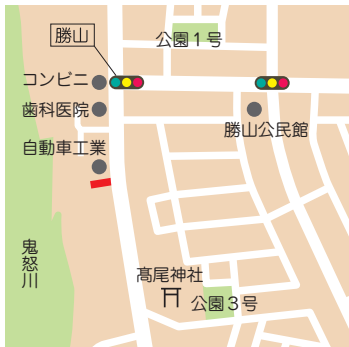 勝山
公園１号
コンビニ
歯科医院
勝山公民館
自動車工業
鬼怒川
髙尾神社
公園３号